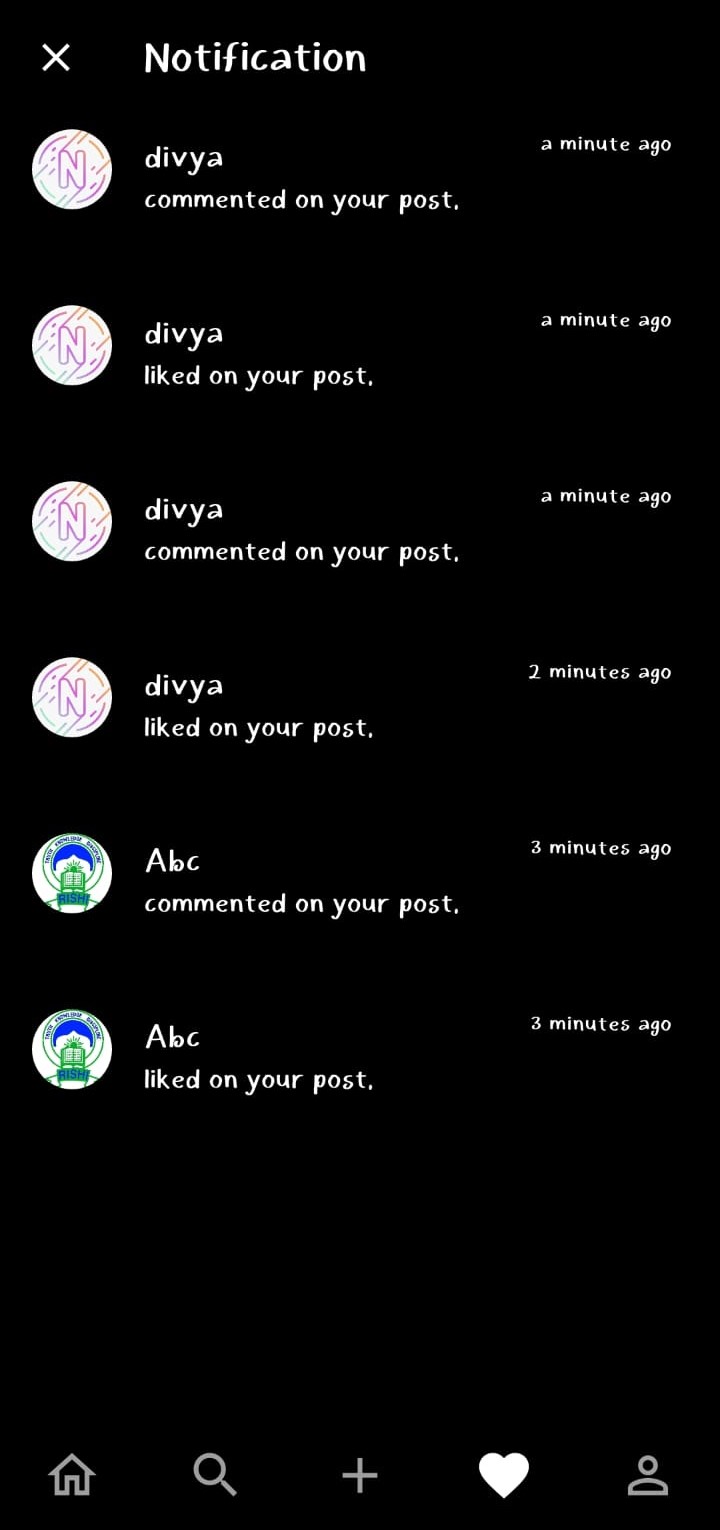 Notification
divya
a minute ago
commented on your post.
divya
a minute ago
liked on your post.
divya
a minute ago
commented on your post.
divya
2 minutes ago
liked on your post.
Abc
3 minutes ago
commented on your post.
RISHI
Abc
3 minutes ago
liked on your post.
RISHI